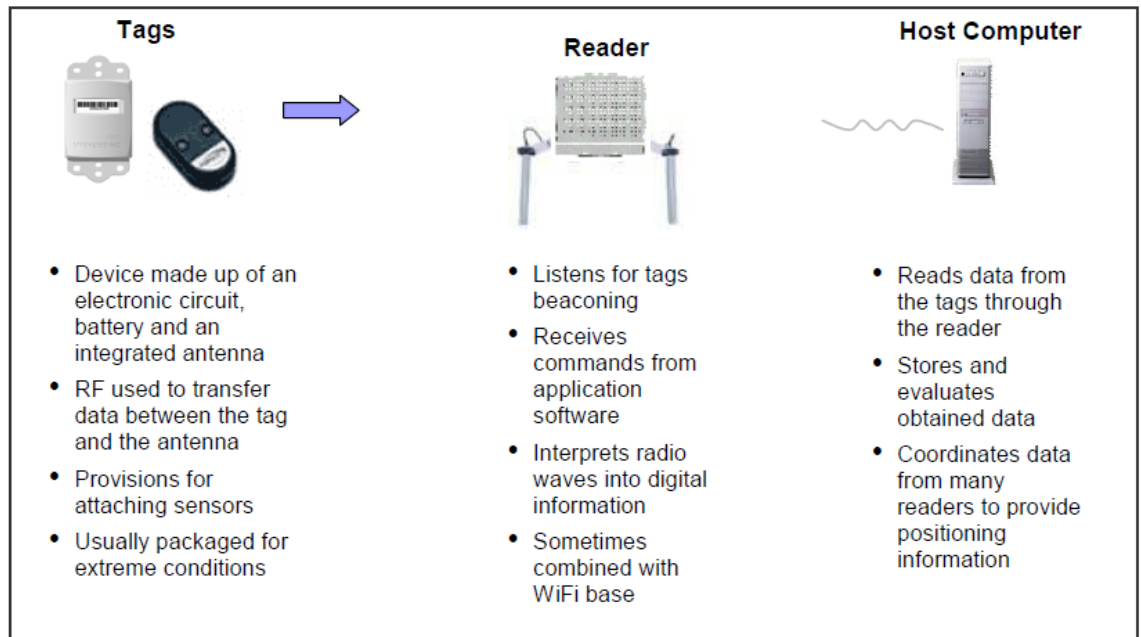 Tags
Reader
Host Computer
• Device made up of an
electronic circuit,
battery and an
integrated antenna
• RF used to transfer
data between the tag
and the antenna
• Provisions for
attaching sensors
• Usually packaged for
extreme conditions
• Listens for tags
beaconing
• Receives
commands from
application
software
• Interprets radio
waves into digital
information
• Sometimes
combined with
WiFi base
• Reads data from
the tags through
the reader
• Stores and
evaluates
obtained data
• Coordinates data
from many
readers to provide
positioning
information